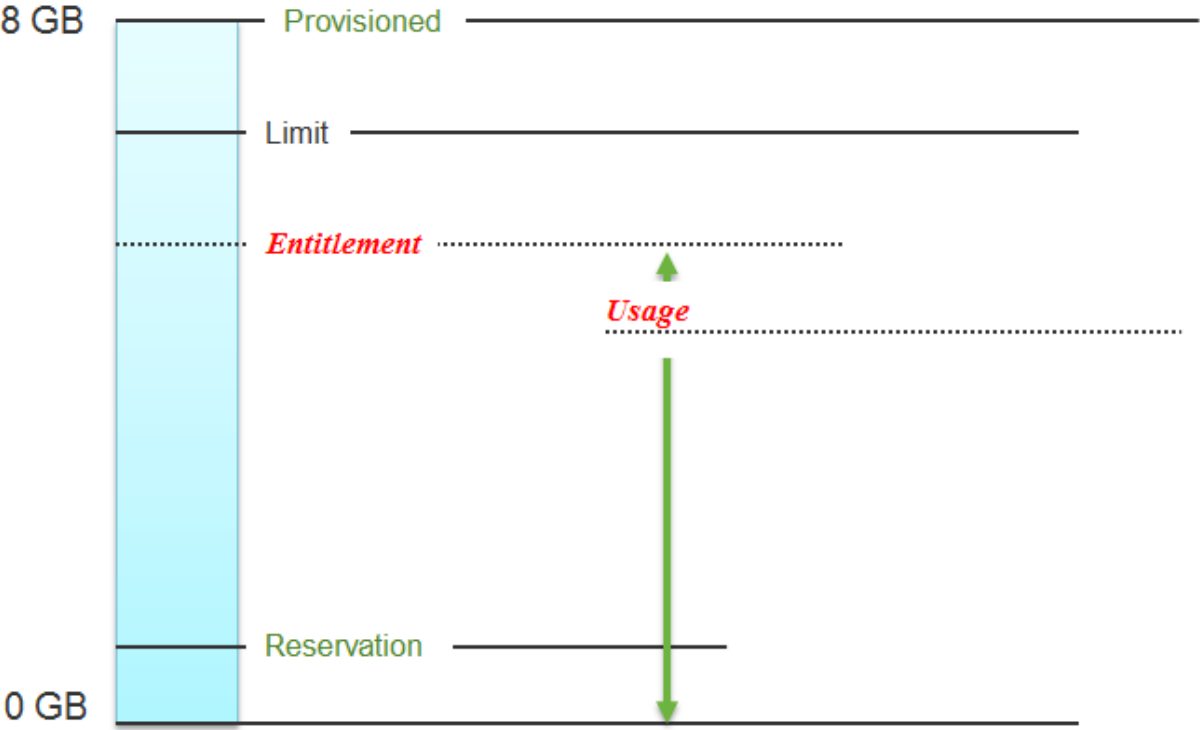 8 GB
Provisioned
Limit
Entitlement
Usage
Reservation
0 GB